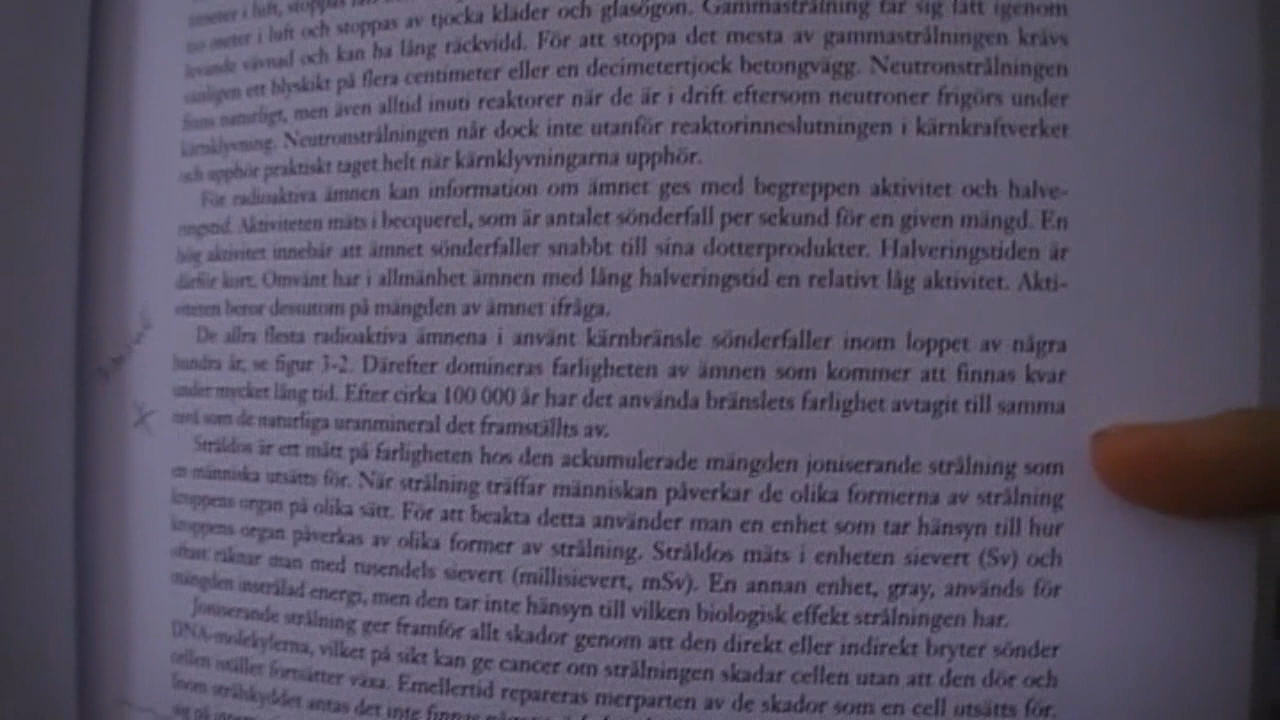 meter i luft, stoppas
meter i luft och stoppas av tjocka kläder och glasögon. Gammastrålning tar sig lätt igenom
levande vävnad och kan ha lång räckvidd. För att stoppa det mesta av gammastrålningen krävs
vanligen ett blyskikt på flera centimeter eller en decimetertjock betongvägg. Neutronstrålningen
finns naturligt, men även alltid inuti reaktorer när de är i drift eftersom neutroner frigörs under
kärnklyvning. Neutronstrålningen når dock inte utanför reaktorinneslutningen i kärnkraftverket
och upphör praktiskt taget helt när kärnklyvningarna upphör.
För radioaktiva ämnen kan information om ämnet ges med begreppen aktivitet och halve-
ringstid. Aktiviteten mäts i becquerel, som är antalet sönderfall per sekund för en given mängd. En
hög aktivitet innebär att ämnet sönderfaller snabbt till sina dotterprodukter. Halveringstiden är
därför kort. Omvänt har i allmänhet ämnen med lång halveringstid en relativt låg aktivitet. Akti-
viteten beror dessutom på mängden av ämnet ifråga.
De allra flesta radioaktiva ämnena i använt kärnbränsle sönderfaller inom loppet av några
hundra år, se figur 3-2. Därefter domineras farligheten av ämnen som kommer att finnas kvar
under mycket lång tid. Efter cirka 100 000 år har det använda bränslets farlighet avtagit till samma
nivå som de naturliga uranmineral det framställts av.
Stråldos är ett mått på farligheten hos den ackumulerade mängden joniserande strålning som
en människa utsätts för. När strålning träffar människan påverkar de olika formerna av strålning
kroppens organ på olika sätt. För att beakta detta använder man en enhet som tar hänsyn till hur
kroppens organ påverkas av olika former av strålning. Stråldos mäts i enheten sievert (Sv) och
oftast räknar man med tusendels sievert (millisievert, mSv). En annan enhet, gray, används för
mängden instrålad energi, men den tar inte hänsyn till vilken biologisk effekt strålningen har.
Joniserande strålning ger framför allt skador genom att den direkt eller indirekt bryter sönder
DNA-molekylerna, vilket på sikt kan ge cancer om strålningen skadar cellen utan att den dör och
cellen istället fortsätter växa. Emellertid repareras merparten av de skador som en cell utsätts för.
Inom strålskyddet antas det inte finnas